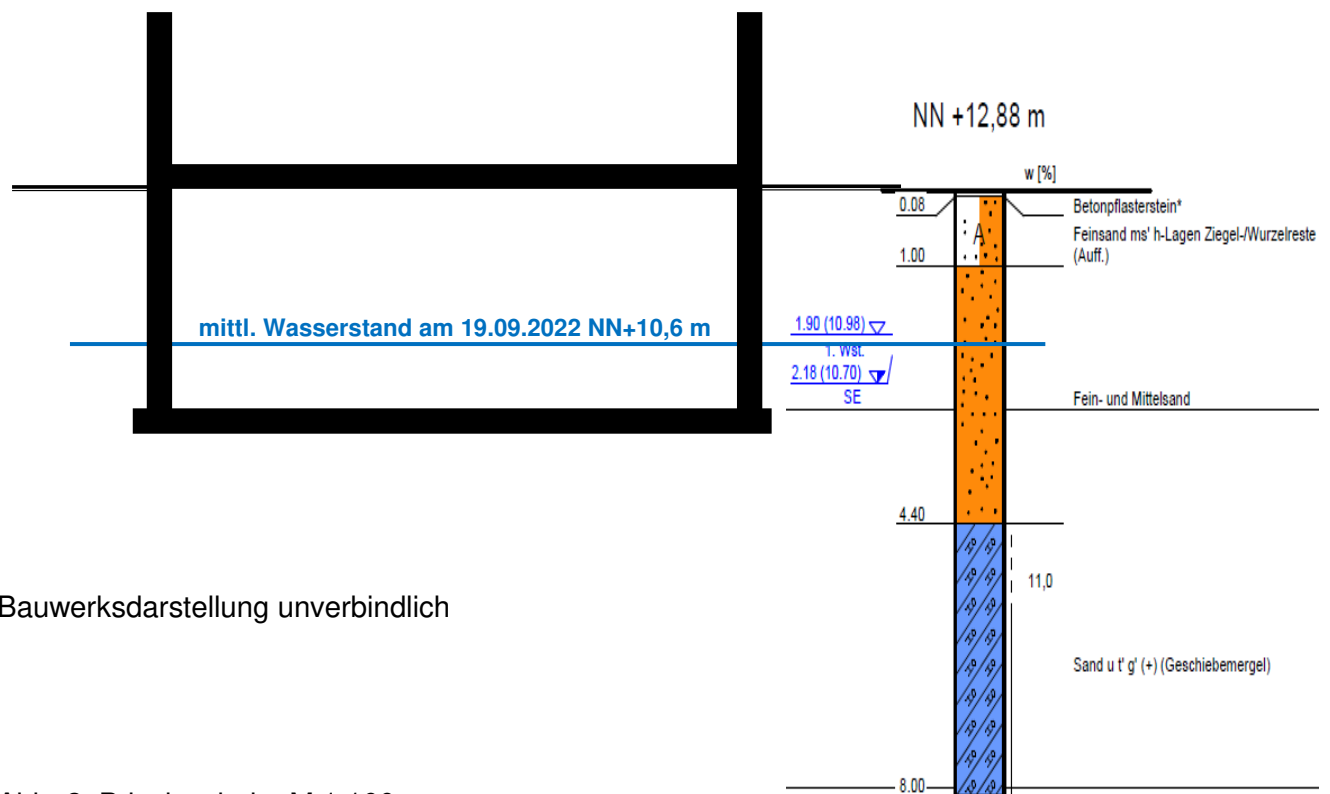 NN +12,88 m
w [%]
0.08
Betonpflasterstein*
A
Feinsand ms' h-Lagen Ziegel-/Wurzelreste
(Auff.)
1.00
mittl. Wasserstand am 19.09.2022 NN+10,6 m
1.90 (10.98)
1. Wst.
2.18 (10.70)
SE
Fein- und Mittelsand
4.40
11,0
Bauwerksdarstellung unverbindlich
Sand u t' g' (+) (Geschiebemergel)
8.00